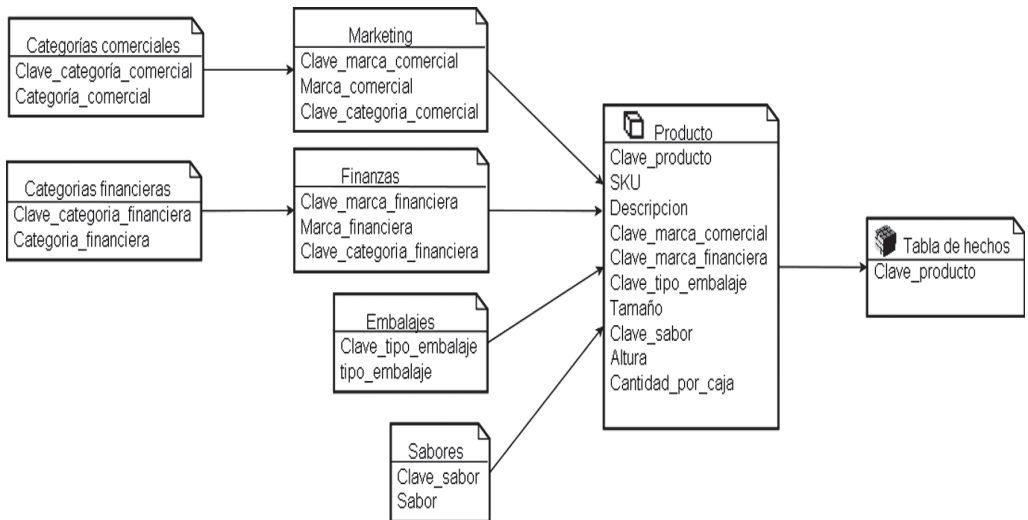 Categorías comerciales
Clave_categoría_comercial
Categoría_comercial
Marketing
Clave_marca_comercial
Marca_comercial
Clave_categoria_comercial
Categorias financieras
Clave_categoria_financiera
Categoria_financiera
Finanzas
Clave_marca_financiera
Marca_financiera
Clave_categoria_financiera
Embalajes
Clave_tipo_embalaje
tipo_embalaje
Sabores
Clave_sabor
Sabor
Producto
Clave_producto
SKU
Descripcion
Clave_marca_comercial
Clave_marca_financiera
Clave_tipo_embalaje
Tamaño
Clave_sabor
Altura
Cantidad_por_caja
Tabla de hechos
Clave_producto